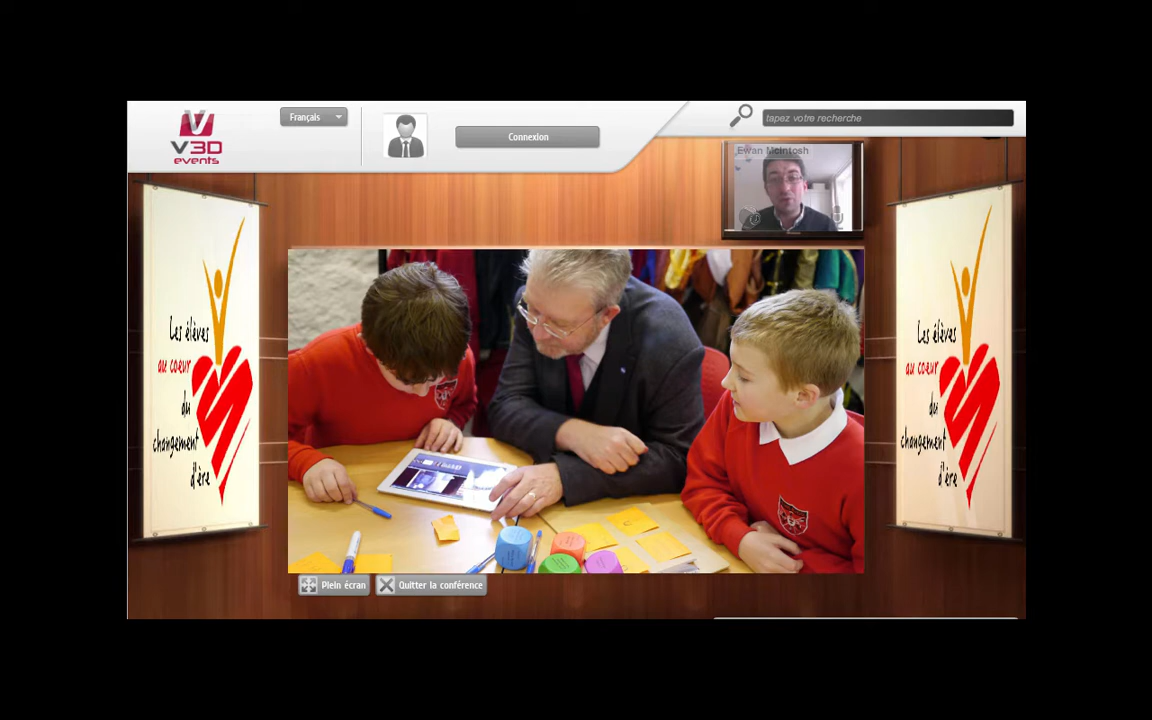 V
V3D
events
Français
Connexion
tapez votre recherche
Ewan Mcintosh
Les élèves
au coeur
du
changement
d'ère
Les élèves
au coeur
du
changement
d'ère
Plein écran
Quitter la conférence